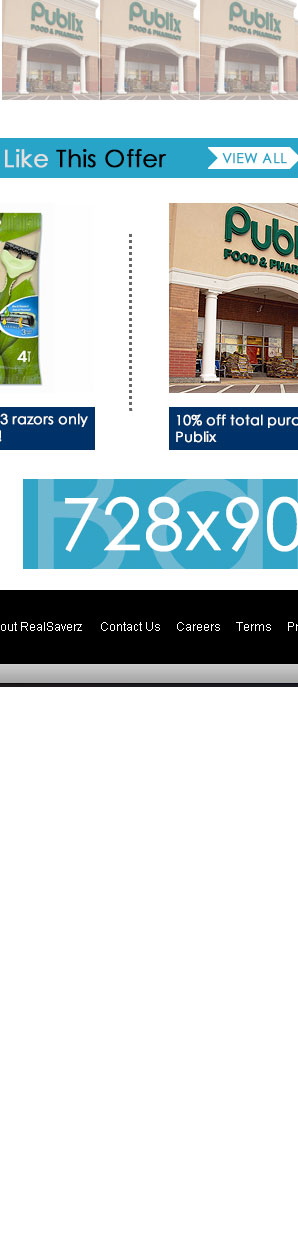 Publix Publix Publix
FOOD & PHARMACY FOOD & PHARMACY FOOD & PHARMACY
Like This Offer VIEW ALL
Publ
FOOD & PHAR
4
3 razors only
!
10% off total purc
Publix
728x90
out RealSaverz Contact Us Careers Terms Pr